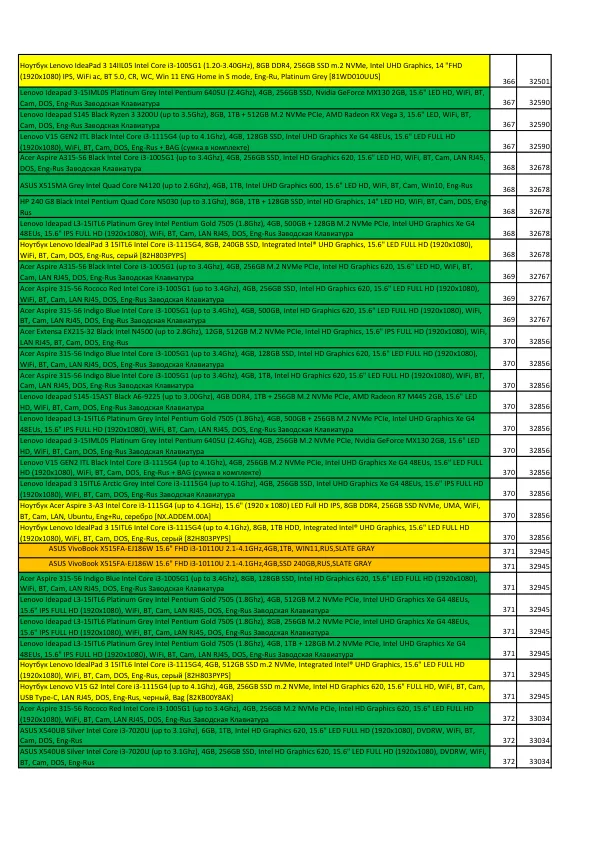 Ноутбук Lenovo IdeaPad 3 14IIL05 Intel Core i3-1005G1 (1.20-3.40GHz), 8GB DDR4, 256GB SSD m.2 NVMe, Intel UHD Graphics, 14 "FHD
(1920x1080) IPS, WiFi ac, BT 5.0, CR, WC, Win 11 ENG Home in S mode, Eng-Ru, Platinum Grey [81WD010UUS] 366 32501
Lenovo Ideapad 3-15IML05 Platinum Grey Intel Pentium 6405U (2.4Ghz), 4GB, 256GB SSD, Nvidia GeForce MX130 2GB, 15.6" LED HD, WiFi, BT,
Cam, DOS, Eng-Rus Заводская Клавиатура 367 32590
Lenovo Ideapad S145 Black Ryzen 3 3200U (up to 3.5Ghz), 8GB, 1TB + 512GB M.2 NVMe PCIe, AMD Radeon RX Vega 3, 15.6" LED, WiFi, BT,
Cam, DOS, Eng-Rus Заводская Клавиатура 367 32590
Lenovo V15 GEN2 ITL Black Intel Core i3-1115G4 (up to 4.1Ghz), 4GB, 128GB SSD, Intel UHD Graphics Xe G4 48EUs, 15.6" LED FULL HD
(1920x1080), WiFi, BT, Cam, DOS, Eng-Rus + BAG (сумка в комплекте) 367 32590
Acer Aspire A315-56 Black Intel Core i3-1005G1 (up to 3.4Ghz), 4GB, 256GB SSD, Intel HD Graphics 620, 15.6" LED HD, WiFi, BT, Cam, LAN RJ45,
DOS, Eng-Rus Заводская Клавиатура 368 32678
ASUS X515MA Grey Intel Quad Core N4120 (up to 2.6Ghz), 4GB, 1TB, Intel UHD Graphics 600, 15.6" LED HD, WiFi, BT, Cam, Win10, Eng-Rus 368 32678
HP 240 G8 Black Intel Pentium Quad Core N5030 (up to 3.1Ghz), 8GB, 1TB + 128GB SSD, Intel HD Graphics, 14" LED HD, WiFi, BT, Cam, DOS, Eng-
Rus 368 32678
Lenovo Ideapad L3-15ITL6 Platinum Grey Intel Pentium Gold 7505 (1.8Ghz), 4GB, 500GB + 128GB M.2 NVMe PCIe, Intel UHD Graphics Xe G4
48EUs, 15.6" IPS FULL HD (1920x1080), WiFi, BT, Cam, LAN RJ45, DOS, Eng-Rus Заводская Клавиатура 368 32678
Ноутбук Lenovo IdealPad 3 15ITL6 Intel Core i3-1115G4, 8GB, 240GB SSD, Integrated Intel® UHD Graphics, 15.6" LED FULL HD (1920x1080),
WiFi, BT, Cam, DOS, Eng-Rus, серый [82H803PYPS] 368 32678
Acer Aspire A315-56 Black Intel Core i3-1005G1 (up to 3.4Ghz), 4GB, 256GB M.2 NVMe PCIe, Intel HD Graphics 620, 15.6" LED HD, WiFi, BT,
Cam, LAN RJ45, DOS, Eng-Rus Заводская Клавиатура 369 32767
Acer Aspire 315-56 Rococo Red Intel Core i3-1005G1 (up to 3.4Ghz), 4GB, 256GB SSD, Intel HD Graphics 620, 15.6" LED FULL HD (1920x1080),
WiFi, BT, Cam, LAN RJ45, DOS, Eng-Rus Заводская Клавиатура 369 32767
Acer Aspire 315-56 Indigo Blue Intel Core i3-1005G1 (up to 3.4Ghz), 4GB, 500GB, Intel HD Graphics 620, 15.6" LED FULL HD (1920x1080), WiFi,
BT, Cam, LAN RJ45, DOS, Eng-Rus Заводская Клавиатура 369 32767
Acer Extensa EX215-32 Black Intel N4500 (up to 2.8Ghz), 12GB, 512GB M.2 NVMe PCIe, Intel HD Graphics, 15.6" IPS FULL HD (1920x1080), WiFi,
LAN RJ45, BT, Cam, DOS, Eng-Rus 370 32856
Acer Aspire 315-56 Indigo Blue Intel Core i3-1005G1 (up to 3.4Ghz), 4GB, 128GB SSD, Intel HD Graphics 620, 15.6" LED FULL HD (1920x1080),
WiFi, BT, Cam, LAN RJ45, DOS, Eng-Rus Заводская Клавиатура 370 32856
Acer Aspire 315-56 Indigo Blue Intel Core i3-1005G1 (up to 3.4Ghz), 4GB, 1TB, Intel HD Graphics 620, 15.6" LED FULL HD (1920x1080), WiFi, BT,
Cam, LAN RJ45, DOS, Eng-Rus Заводская Клавиатура 370 32856
Lenovo Ideapad S145-15AST Black A6-9225 (up to 3,00Ghz), 4GB DDR4, 1TB + 256GB M.2 NVMe PCIe, AMD Radeon R7 M445 2GB, 15.6" LED
HD, WiFi, BT, Cam, DOS, Eng-Rus Заводская Клавиатура 370 32856
Lenovo Ideapad L3-15ITL6 Platinum Grey Intel Pentium Gold 7505 (1.8Ghz), 4GB, 500GB + 256GB M.2 NVMe PCIe, Intel UHD Graphics Xe G4
48EUs, 15.6" IPS FULL HD (1920x1080), WiFi, BT, Cam, LAN RJ45, DOS, Eng-Rus Заводская Клавиатура 370 32856
Lenovo Ideapad 3-15IML05 Platinum Grey Intel Pentium 6405U (2.4Ghz), 4GB, 256GB M.2 NVMe PCIe, Nvidia GeForce MX130 2GB, 15.6" LED
HD, WiFi, BT, Cam, DOS, Eng-Rus Заводская Клавиатура 370 32856
Lenovo V15 GEN2 ITL Black Intel Core i3-1115G4 (up to 4.1Ghz), 4GB, 256GB M.2 NVMe PCIe, Intel UHD Graphics Xe G4 48EUs, 15.6" LED FULL
HD (1920x1080), WiFi, BT, Cam, DOS, Eng-Rus + BAG (сумка в комплекте) 370 32856
Lenovo Ideapad 3 15ITL6 Arctic Grey Intel Core i3-1115G4 (up to 4.1Ghz), 4GB, 256GB SSD, Intel UHD Graphics Xe G4 48EUs, 15.6" IPS FULL HD
(1920x1080), WiFi, BT, Cam, DOS, Eng-Rus Заводская Клавиатура 370 32856
Ноутбук Acer Aspire 3-A3 Intel Core i3-1115G4 (up to 4.1Ghz), 15.6" (1920 x 1080) LED Full HD IPS, 8GB DDR4, 256GB SSD NVMe, UMA, WiFi,
BT, Cam, LAN, Ubuntu, Eng+Ru, серебро [NX.ADDEM.00A] 370 32856
Ноутбук Lenovo IdealPad 3 15ITL6 Intel Core i3-1115G4 (up to 4.1Ghz), 8GB, 1TB HDD, Integrated Intel® UHD Graphics, 15.6" LED FULL HD
(1920x1080), WiFi, BT, Cam, DOS, Eng-Rus, серый [82H803PYPS] 370 32856
ASUS VivoBook X515FA-EJ186W 15.6" FHD i3-10110U 2.1-4.1GHz,4GB,1TB, WIN11,RUS,SLATE GRAY 371 32945
ASUS VivoBook X515FA-EJ186W 15.6" FHD i3-10110U 2.1-4.1GHz,4GB,SSD 240GB,RUS,SLATE GRAY 371 32945
Acer Aspire 315-56 Indigo Blue Intel Core i3-1005G1 (up to 3.4Ghz), 8GB, 128GB SSD, Intel HD Graphics 620, 15.6" LED FULL HD (1920x1080),
WiFi, BT, Cam, LAN RJ45, DOS, Eng-Rus Заводская Клавиатура 371 32945
Lenovo Ideapad L3-15ITL6 Platinum Grey Intel Pentium Gold 7505 (1.8Ghz), 4GB, 512GB M.2 NVMe PCIe, Intel UHD Graphics Xe G4 48EUs,
15.6" IPS FULL HD (1920x1080), WiFi, BT, Cam, LAN RJ45, DOS, Eng-Rus Заводская Клавиатура 371 32945
Lenovo Ideapad L3-15ITL6 Platinum Grey Intel Pentium Gold 7505 (1.8Ghz), 8GB, 256GB M.2 NVMe PCIe, Intel UHD Graphics Xe G4 48EUs,
15.6" IPS FULL HD (1920x1080), WiFi, BT, Cam, LAN RJ45, DOS, Eng-Rus Заводская Клавиатура 371 32945
Lenovo Ideapad L3-15ITL6 Platinum Grey Intel Pentium Gold 7505 (1.8Ghz), 4GB, 1TB + 128GB M.2 NVMe PCIe, Intel UHD Graphics Xe G4
48EUs, 15.6" IPS FULL HD (1920x1080), WiFi, BT, Cam, LAN RJ45, DOS, Eng-Rus Заводская Клавиатура 371 32945
Ноутбук Lenovo IdealPad 3 15ITL6 Intel Core i3-1115G4, 4GB, 512GB SSD m.2 NVMe, Integrated Intel® UHD Graphics, 15.6" LED FULL HD
(1920x1080), WiFi, BT, Cam, DOS, Eng-Rus, серый [82H803PYPS] 371 32945
Ноутбук Lenovo V15 G2 Intel Core i3-1115G4 (up to 4.1Ghz), 4GB, 256GB SSD m.2 NVMe, Intel HD Graphics 620, 15.6" FULL HD, WiFi, BT, Cam,
USB Type-C, LAN RJ45, DOS, Eng-Rus, черный, Bag [82KB00Y8AK] 371 32945
Acer Aspire 315-56 Rococo Red Intel Core i3-1005G1 (up to 3.4Ghz), 4GB, 256GB M.2 NVMe PCIe, Intel HD Graphics 620, 15.6" LED FULL HD
(1920x1080), WiFi, BT, Cam, LAN RJ45, DOS, Eng-Rus Заводская Клавиатура 372 33034
ASUS X540UB Silver Intel Core i3-7020U (up to 3.1Ghz), 6GB, 1TB, Intel HD Graphics 620, 15.6" LED FULL HD (1920x1080), DVDRW, WiFi, BT,
Cam, DOS, Eng-Rus 372 33034
ASUS X540UB Silver Intel Core i3-7020U (up to 3.1Ghz), 4GB, 256GB SSD, Intel HD Graphics 620, 15.6" LED FULL HD (1920x1080), DVDRW, WiFi,
BT, Cam, DOS, Eng-Rus 372 33034